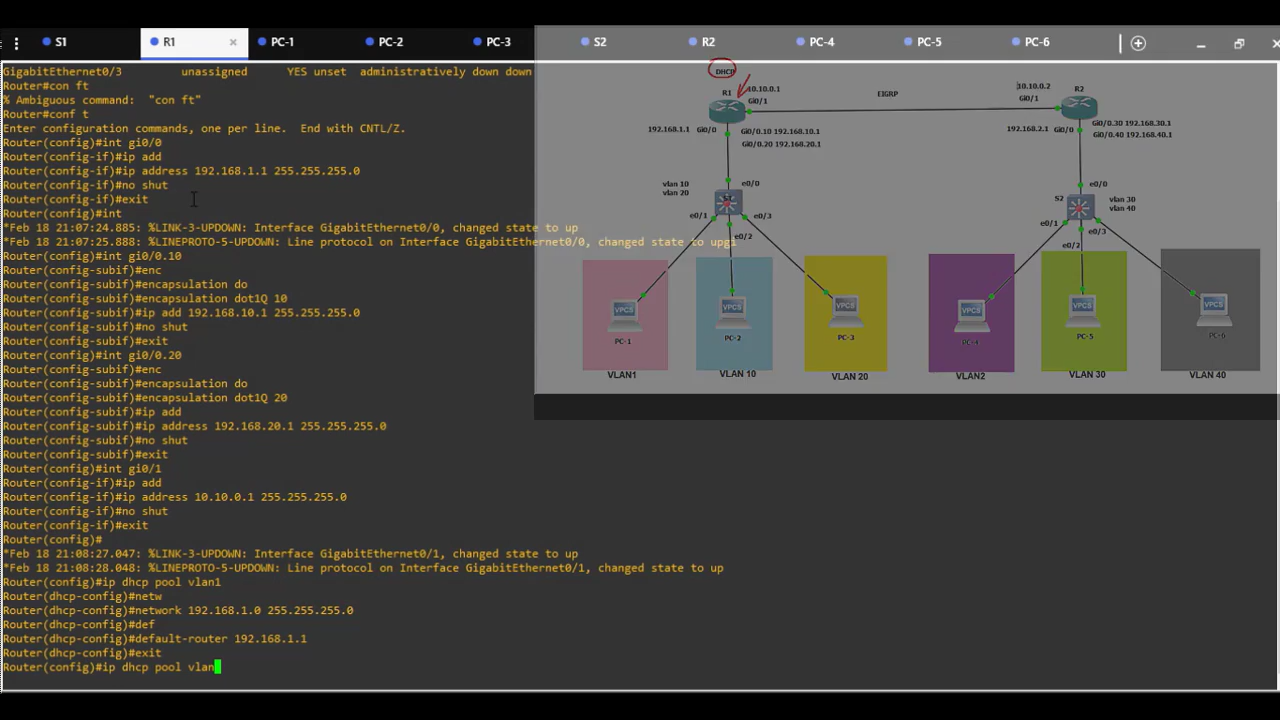 S1
R1
×
PC-1
PC-2
PC-3
S2
R2
PC-4
PC-5
PC-6
GigabitEthernet0/3 unassigned YES unset administratively down down
Router#con ft
% Ambiguous command: "con ft"
Router#conf t
Enter configuration commands, one per line. End with CNTL/Z.
Router(config)#int gi0/0
Router(config-if)#ip add
Router(config-if)#ip address 192.168.1.1 255.255.255.0
Router(config-if)#no shut
Router(config-if)#exit
Router(config)#int
*Feb 18 21:07:24.885: %LINK-3-UPDOWN: Interface GigabitEthernet0/0, changed state to up
*Feb 18 21:07:25.888: %LINEPROTO-5-UPDOWN: Line protocol on Interface GigabitEthernet0/0, changed state to upgi
Router(config)#int gi0/0.10
Router(config-subif)#enc
Router(config-subif)#encapsulation do
Router(config-subif)#encapsulation dot1Q 10
Router(config-subif)#ip add 192.168.10.1 255.255.255.0
Router(config-subif)#no shut
Router(config-subif)#exit
Router(config)#int gi0/0.20
Router(config-subif)#enc
Router(config-subif)#encapsulation do
Router(config-subif)#encapsulation dot1Q 20
Router(config-subif)#ip add
Router(config-subif)#ip address 192.168.20.1 255.255.255.0
Router(config-subif)#no shut
Router(config-subif)#exit
Router(config)#int gi0/1
Router(config-if)#ip add
Router(config-if)#ip address 10.10.0.1 255.255.255.0
Router(config-if)#no shut
Router(config-if)#exit
Router(config)#
*Feb 18 21:08:27.047: %LINK-3-UPDOWN: Interface GigabitEthernet0/1, changed state to up
*Feb 18 21:08:28.048: %LINEPROTO-5-UPDOWN: Line protocol on Interface GigabitEthernet0/1, changed state to up
Router(config)#ip dhcp pool vlan1
Router(dhcp-config)#netw
Router(dhcp-config)#network 192.168.1.0 255.255.255.0
Router(dhcp-config)#def
Router(dhcp-config)#default-router 192.168.1.1
Router(dhcp-config)#exit
Router(config)#ip dhcp pool vlan
DHCP
R1
10.10.0.1
Gi0/1
EIGRP
10.10.0.2
Gi0/1
R2
192.168.1.1
Gi0/0
Gi0/0.10 192.168.10.1
Gi0/0.20 192.168.20.1
192.168.2.1
Gi0/0
Gi0/0.30 192.168.30.1
Gi0/0.40 192.168.40.1
vlan 10
vlan 20
e0/0
e0/1
e0/2
e0/3
S2
e0/0
vlan 30
vlan 40
e0/1
e0/2
e0/3
VPCS
PC-1
VLAN1
VPCS
PC-2
VLAN 10
VPCS
PC-3
VLAN 20
VPCS
PC-4
VLAN2
VPCS
PC-5
VLAN 30
VPCS
PC-6
VLAN 40